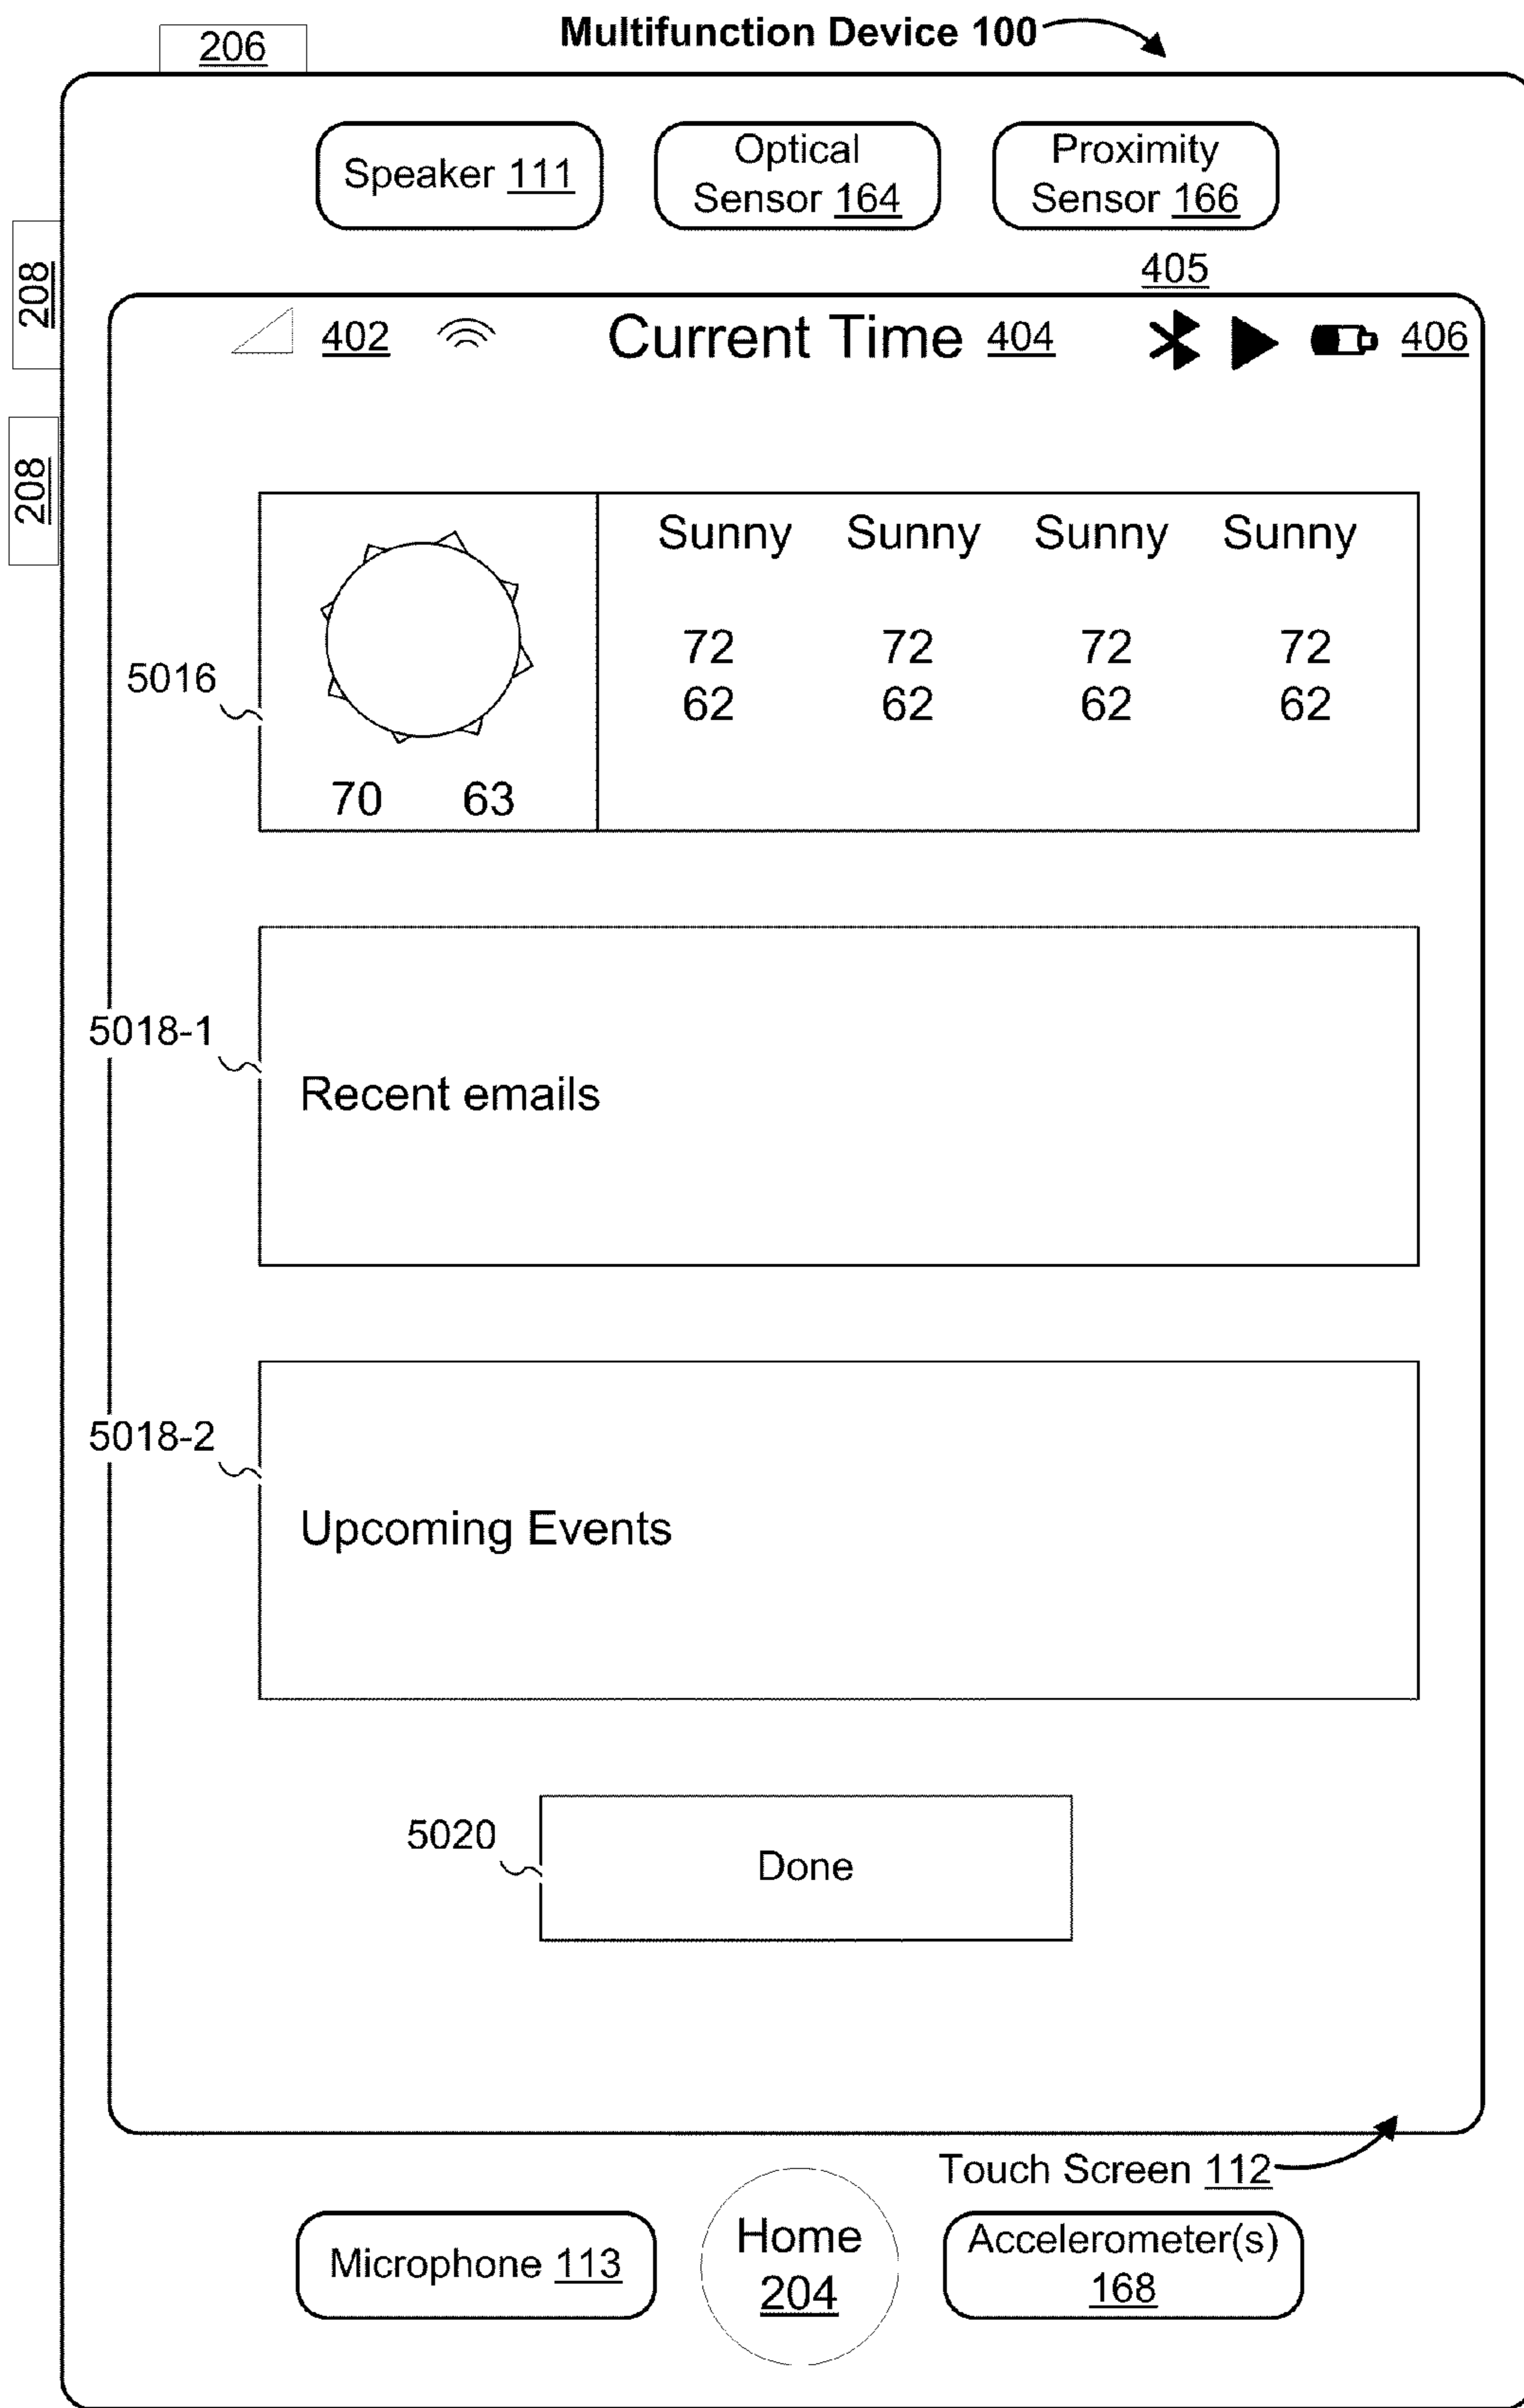 Multifunction Device 100
206
Speaker 111
Optical
Sensor 164
Proximity
Sensor 166
208
208
405
402
Current Time 404
406
5016
Sunny Sunny Sunny Sunny
72 72 72 72
62 62 62 62
70 63
5018-1
Recent emails
5018-2
Upcoming Events
5020
Done
Touch Screen 112
Microphone 113
Home
204
Accelerometer(s)
168